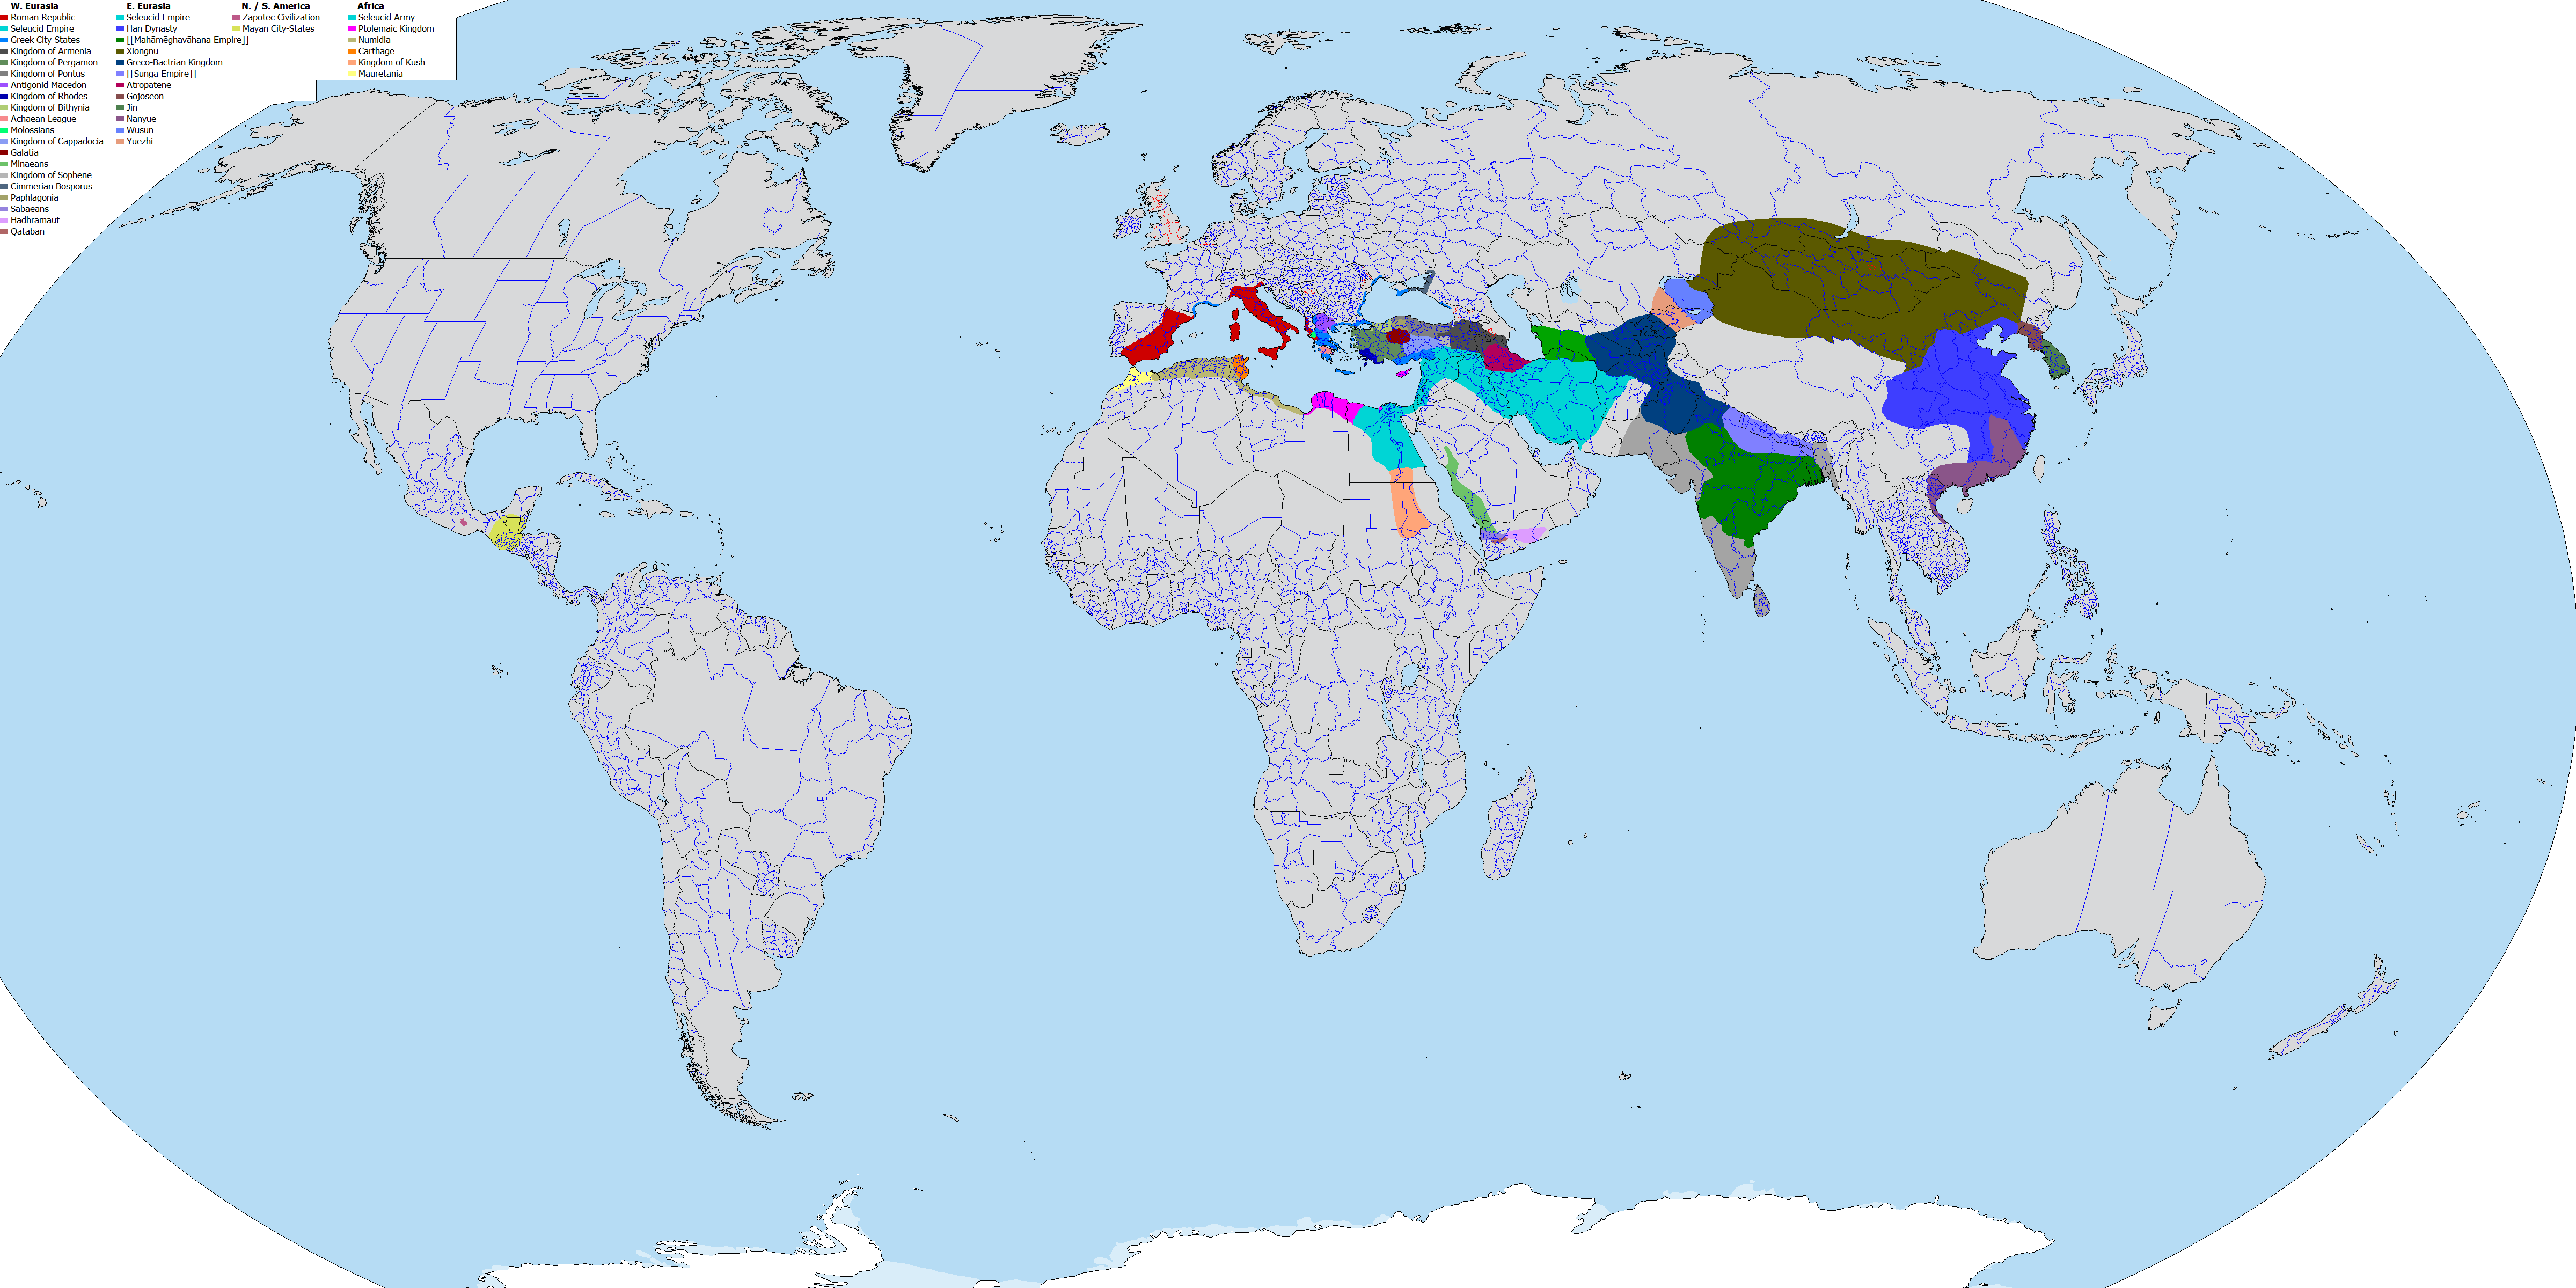 W. Eurasia
Roman Republic
Seleucid Empire
Greek City-States
Kingdom of Armenia
Kingdom of Pergamon
Kingdom of Pontus
Antigonid Macedon
Kingdom of Rhodes
Kingdom of Bithynia
Achaean League
Molossians
Kingdom of Cappadocia
Galatia
Minaeans
Kingdom of Sophene
Cimmerian Bosporus
Paphlagonia
Sabaeans
Hadhramaut
Qataban
E. Eurasia
Seleucid Empire
Han Dynasty
[[Mahāmēghavāhana Empire]]
Xiongnu
Greco-Bactrian Kingdom
[[Sunga Empire]]
Atropatene
Gojoseon
Jin
Nanyue
Wūsūn
Yuezhi
N. / S. America
Zapotec Civilization
Mayan City-States
Africa
Seleucid Army
Ptolemaic Kingdom
Numidia
Carthage
Kingdom of Kush
Mauretania